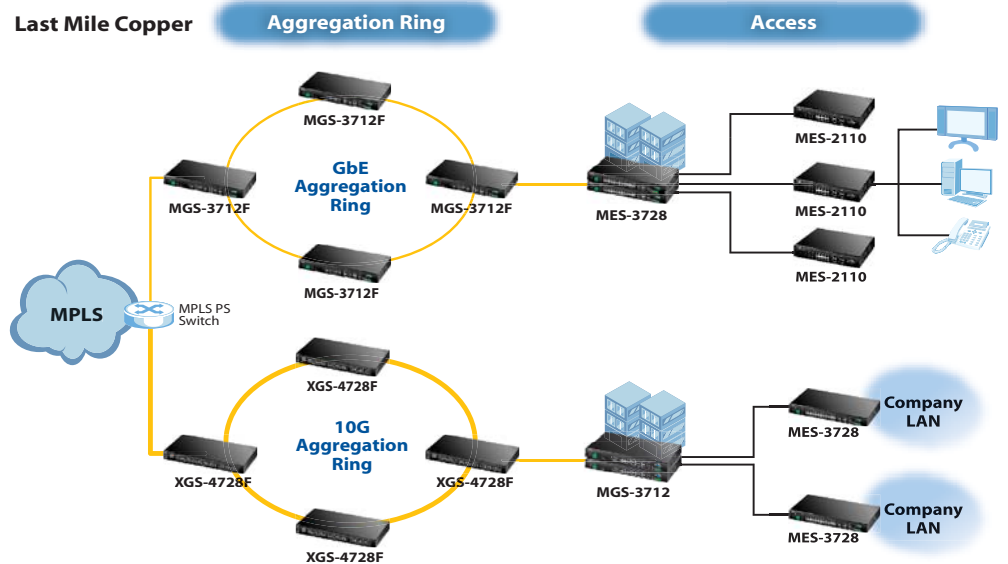 Last Mile Copper
Aggregation Ring
Access
MGS-3712F
MGS-3712F
GbE
Aggregation
Ring
MGS-3712F
MGS-3712F
MES-3728
MES-2110
MES-2110
MES-2110
MPLS
MPLS PS
Switch
XGS-4728F
XGS-4728F
10G
Aggregation
Ring
XGS-4728F
XGS-4728F
MGS-3712
MES-3728
Company
LAN
MES-3728
Company
LAN